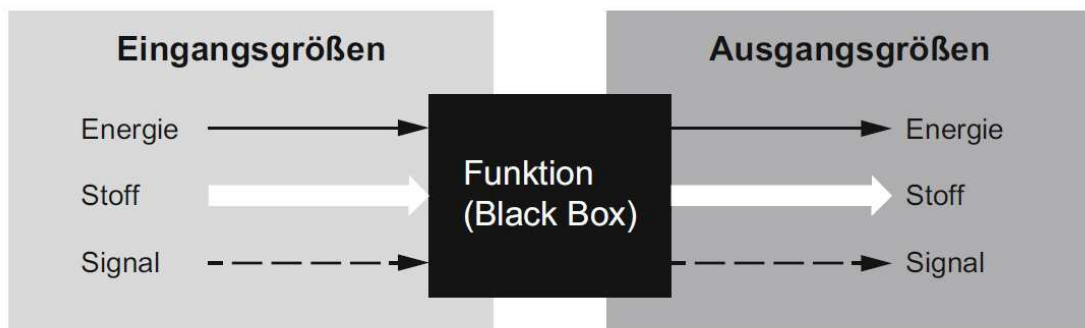 Eingangsgrößen
Ausgangsgrößen
Energie
Energie
Funktion
(Black Box)
Stoff
Stoff
Signal
Signal